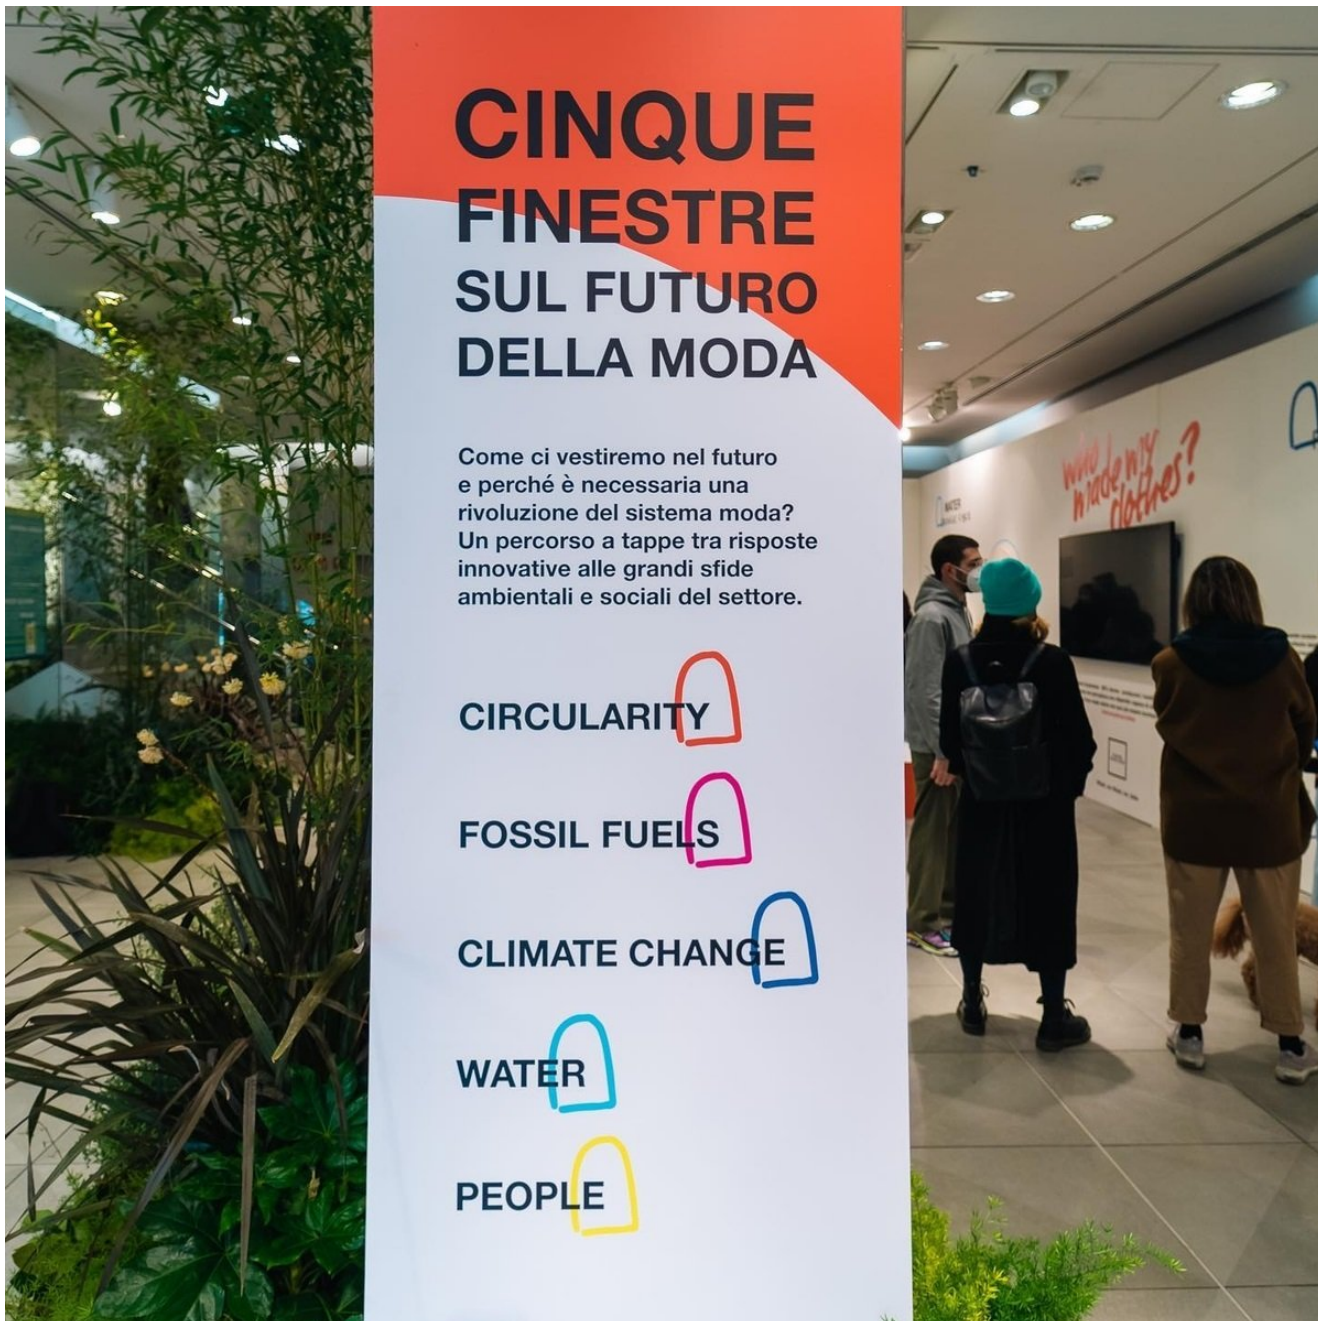 CINQUE
FINESTRE
SUL FUTURO
DELLA MODA
Come ci vestiremo nel futuro
e perché è necessaria una
rivoluzione del sistema moda?
Un percorso a tappe tra risposte
innovative alle grandi sfide
ambientali e sociali del settore.
CIRCULARITY
FOSSIL FUELS
CLIMATE CHANGE
WATER
PEOPLE
who
made my
clothes?
WATER